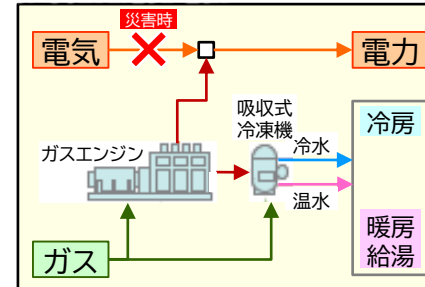 災害時
電気
電力
吸収式
冷凍機
冷水
冷房
ガスエンジン
温水
暖房
給湯
ガス